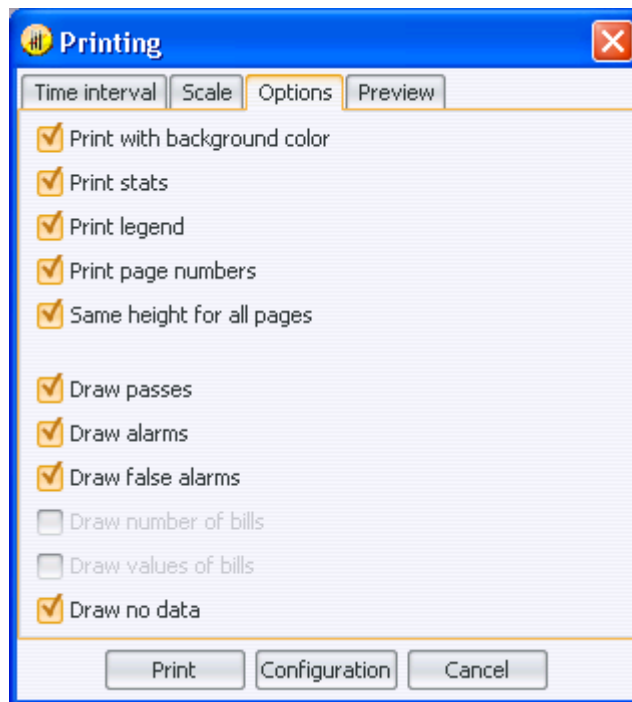 Printing
Time interval Scale Options Preview
Print with background color
Print stats
Print legend
Print page numbers
Same height for all pages
Draw passes
Draw alarms
Draw false alarms
Draw number of bills
Draw values of bills
Draw no data
Print Configuration Cancel